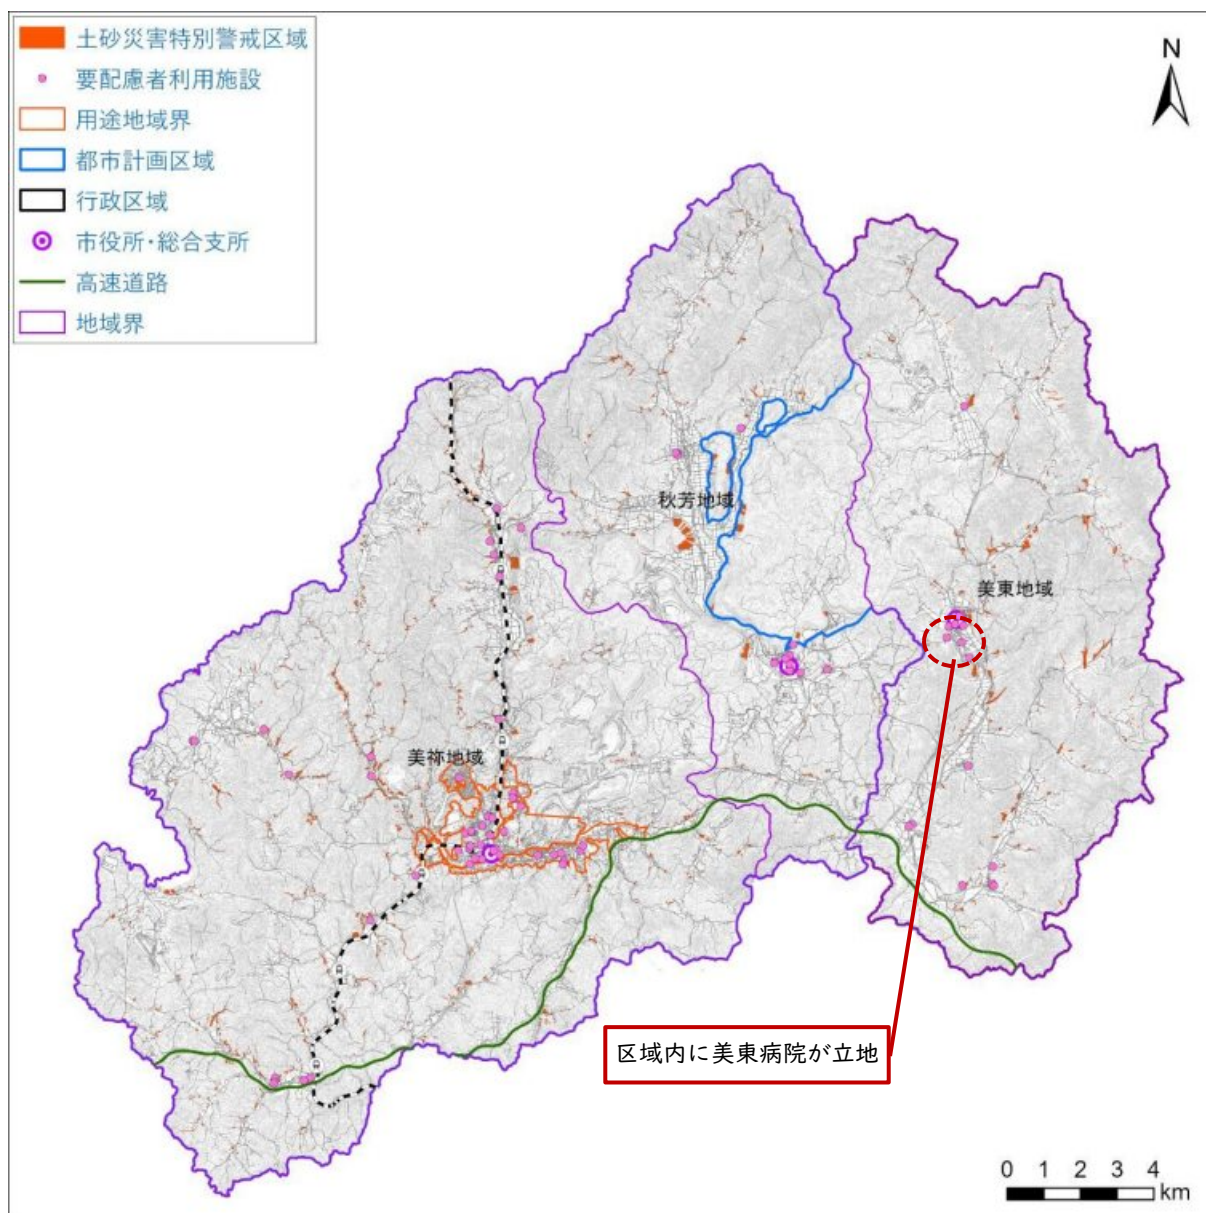 土砂災害特別警戒区域
要配慮者利用施設
用途地域界
都市計画区域
行政区域
市役所・総合支所
高速道路
地域界
N
秋芳地域
美東地域
美祢地域
区域内に美東病院が立地
0 1 2 3 4
km